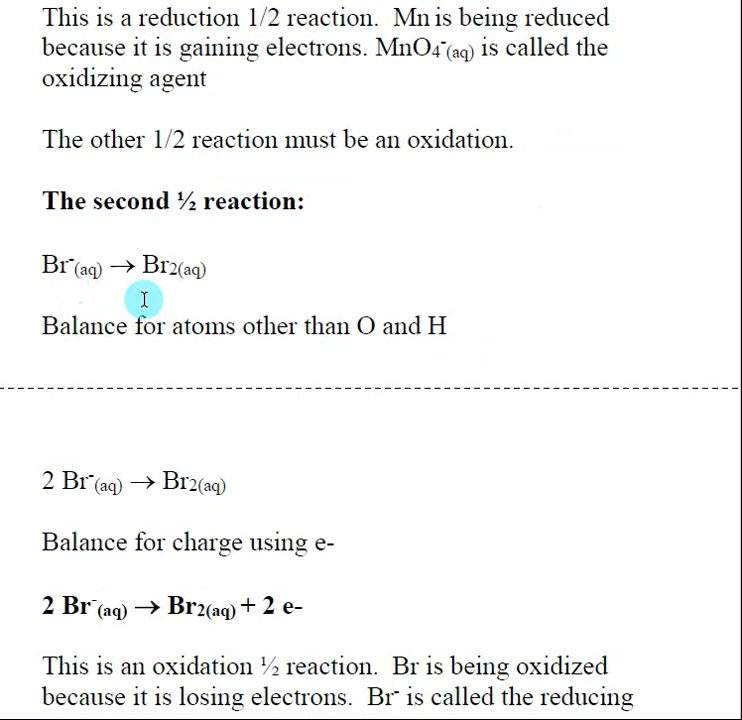 This is a reduction 1/2 reaction.  Mn is being reduced
because it is gaining electrons. MnO4⁻(aq) is called the
oxidizing agent
The other 1/2 reaction must be an oxidation.
The second ½ reaction:
Br⁻(aq) → Br2(aq)
Balance for atoms other than O and H
2 Br⁻(aq) → Br2(aq)
Balance for charge using e-
2 Br⁻(aq) → Br2(aq) + 2 e-
This is an oxidation ½ reaction.  Br is being oxidized
because it is losing electrons.  Br⁻ is called the reducing